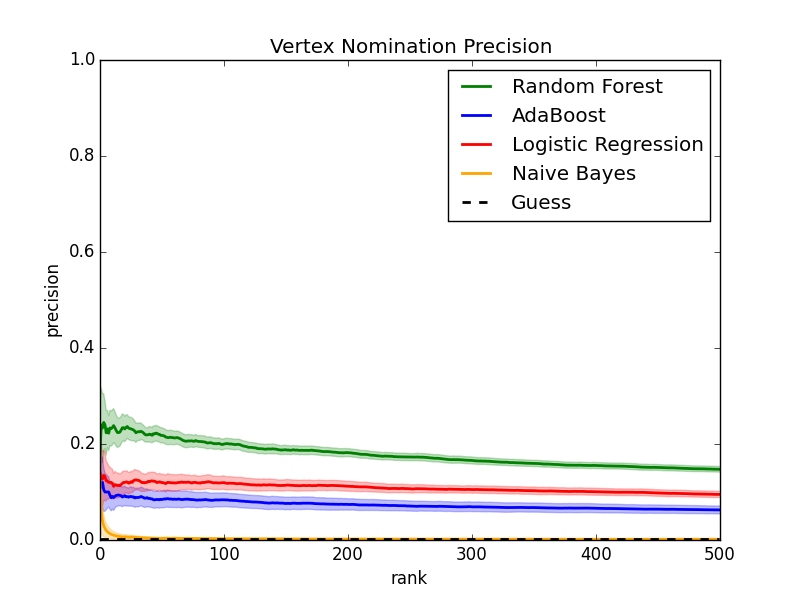 Vertex Nomination Precision
1.0
0.8
0.6
0.4
0.2
0.0
precision
Random Forest
AdaBoost
Logistic Regression
Naive Bayes
Guess
0 100 200 300 400 500
rank